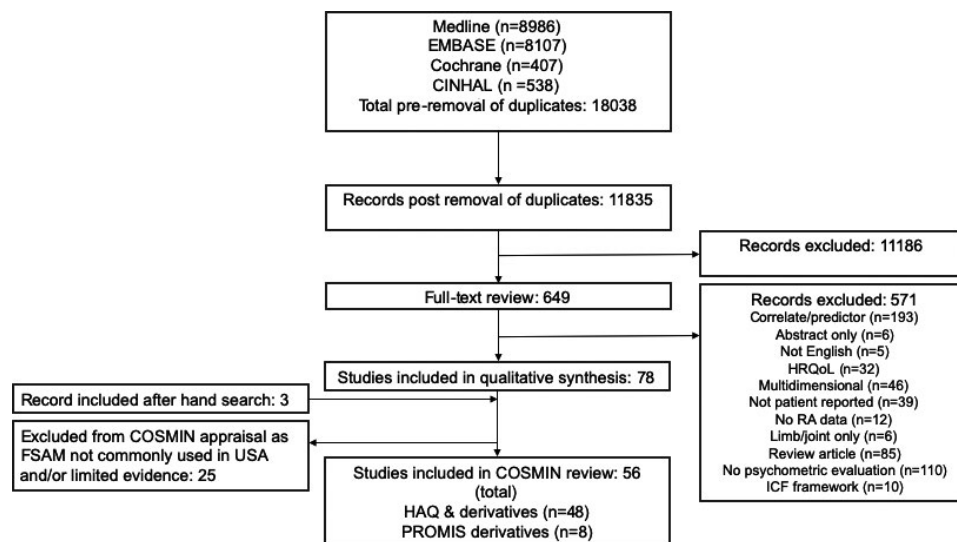 Medline (n=8986)
EMBASE (n=8107)
Cochrane (n=407)
CINHAL (n =538)
Total pre-removal of duplicates: 18038
Records post removal of duplicates: 11835
Records excluded: 11186
Full-text review: 649
Records excluded: 571
Correlate/predictor (n=193)
Abstract only (n=6)
Not English (n=5)
HRQoL (n=32)
Multidimensional (n=46)
Not patient reported (n=39)
No RA data (n=12)
Limb/joint only (n=6)
Review article (n=85)
No psychometric evaluation (n=110)
ICF framework (n=10)
Studies included in qualitative synthesis: 78
Record included after hand search: 3
Excluded from COSMIN appraisal as
FSAM not commonly used in USA
and/or limited evidence: 25
Studies included in COSMIN review: 56
(total)
HAQ & derivatives (n=48)
PROMIS derivatives (n=8)